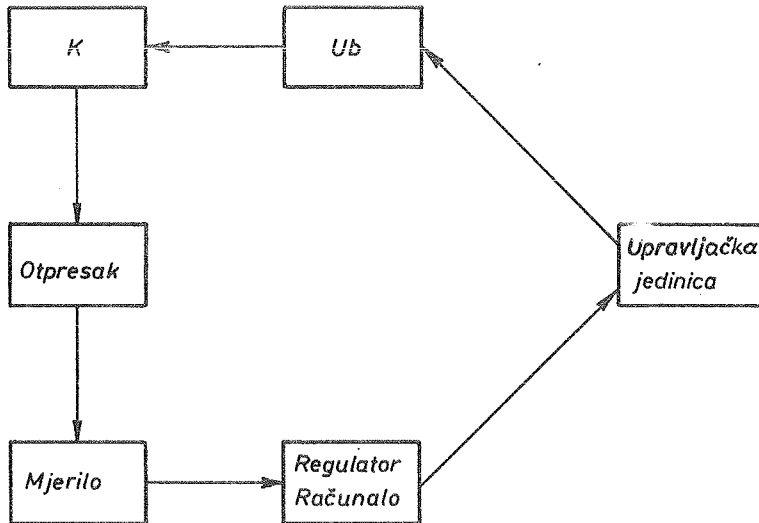 K
Ub
Otpresak
Upravljačka
jedinica
Mjerilo
Regulator
Računalo